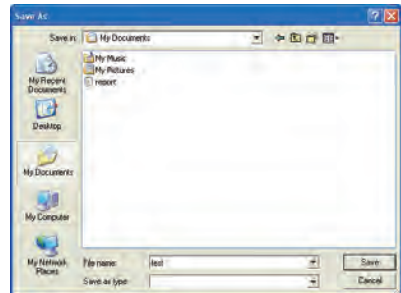 Save As
Save in: My Documents
My Recent
Documents
Desktop
My Documents
My Computer
My Network
Places
My Music
My Pictures
report
File name: test
Save as type:
Save
Cancel